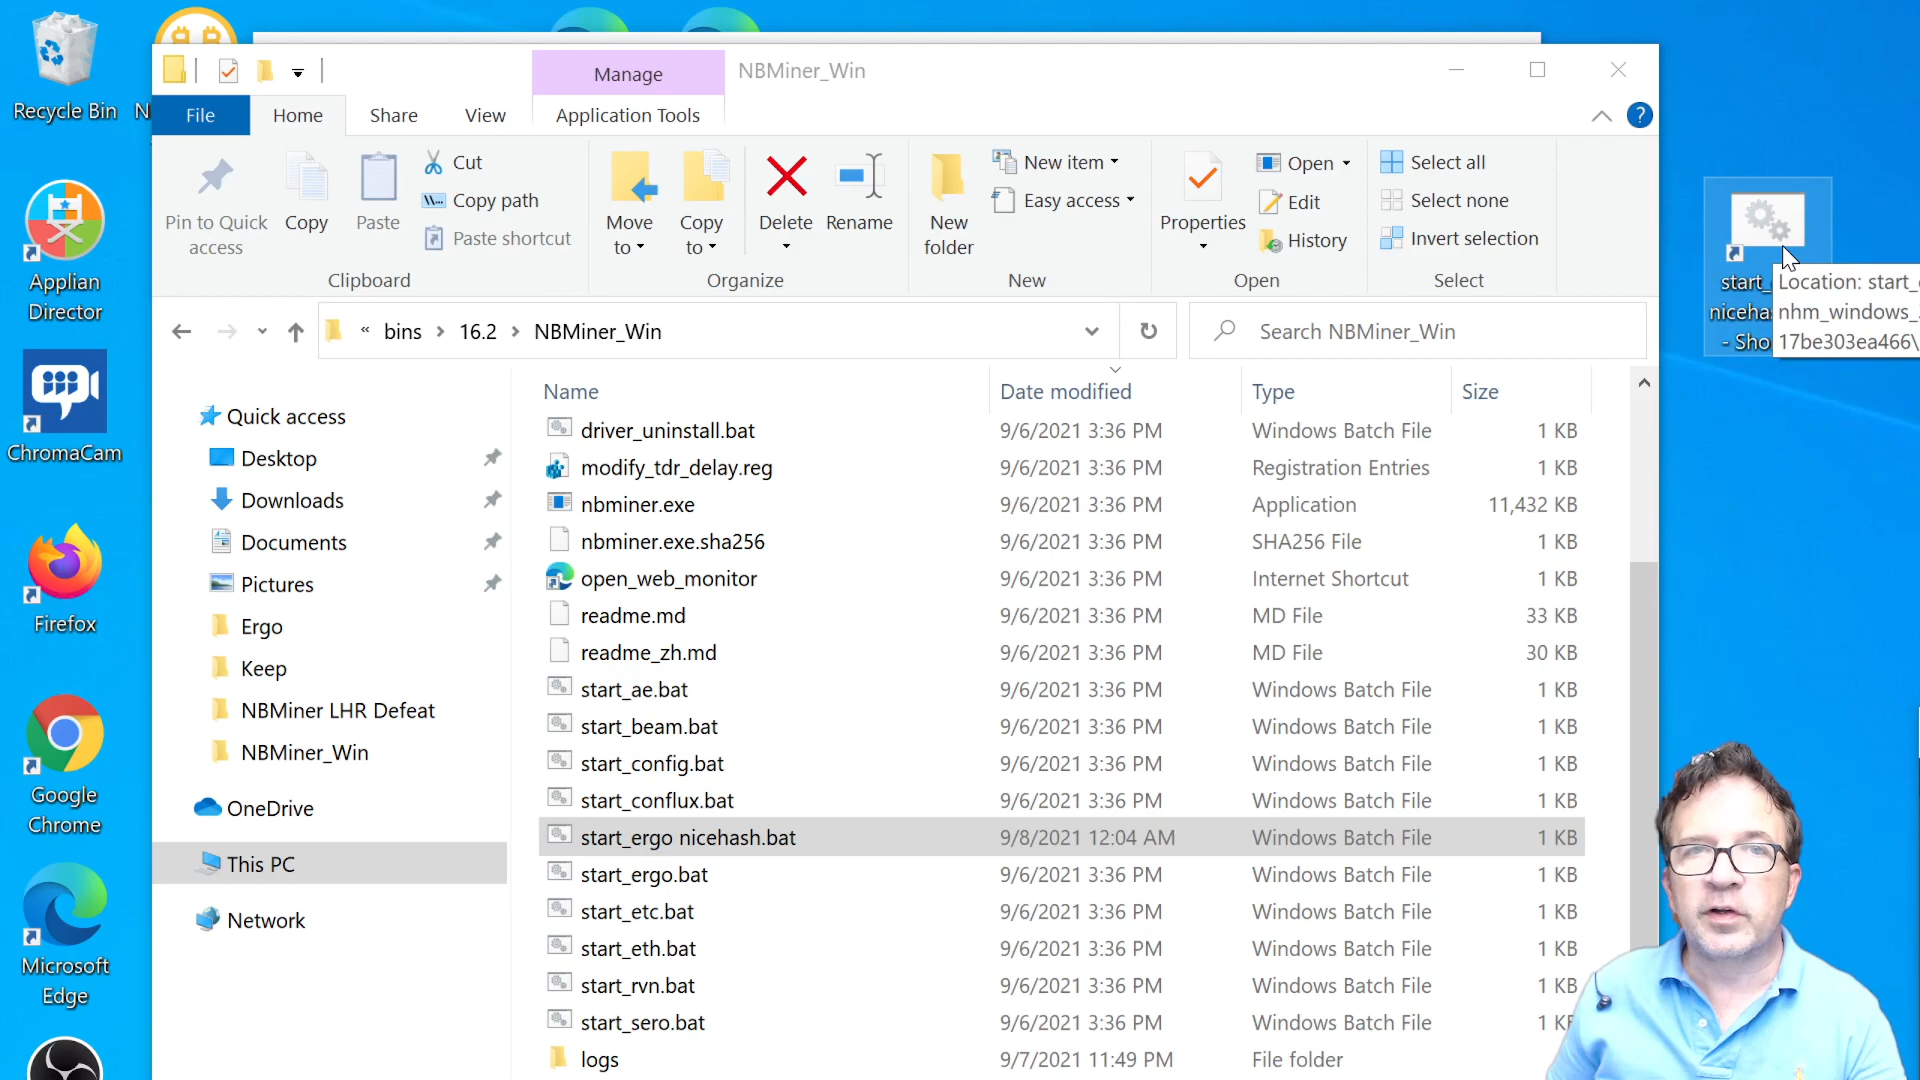 Recycle Bin
N
Applian
Director
ChromaCam
Firefox
Google
Chrome
Microsoft
Edge
Manage
NBMiner_Win
File
Home
Share
View
Application Tools
?
Pin to Quick
access
Copy
Paste
Cut
Copy path
Paste shortcut
Clipboard
Move
to
Copy
to
Delete
Rename
Organize
New
folder
New item
Easy access
New
Properties
Open
Edit
History
Open
Select all
Select none
Invert selection
Select
« bins > 16.2 > NBMiner_Win
Search NBMiner_Win
Quick access
Desktop
Downloads
Documents
Pictures
Ergo
Keep
NBMiner LHR Defeat
NBMiner_Win
OneDrive
This PC
Network
Name Date modified Type Size
driver_uninstall.bat 9/6/2021 3:36 PM Windows Batch File 1 KB
modify_tdr_delay.reg 9/6/2021 3:36 PM Registration Entries 1 KB
nbminer.exe 9/6/2021 3:36 PM Application 11,432 KB
nbminer.exe.sha256 9/6/2021 3:36 PM SHA256 File 1 KB
open_web_monitor 9/6/2021 3:36 PM Internet Shortcut 1 KB
readme.md 9/6/2021 3:36 PM MD File 33 KB
readme_zh.md 9/6/2021 3:36 PM MD File 30 KB
start_ae.bat 9/6/2021 3:36 PM Windows Batch File 1 KB
start_beam.bat 9/6/2021 3:36 PM Windows Batch File 1 KB
start_config.bat 9/6/2021 3:36 PM Windows Batch File 1 KB
start_conflux.bat 9/6/2021 3:36 PM Windows Batch File 1 KB
start_ergo nicehash.bat 9/8/2021 12:04 AM Windows Batch File 1 KB
start_ergo.bat 9/6/2021 3:36 PM Windows Batch File 1 KB
start_etc.bat 9/6/2021 3:36 PM Windows Batch File 1 KB
start_eth.bat 9/6/2021 3:36 PM Windows Batch File 1 KB
start_rvn.bat 9/6/2021 3:36 PM Windows Batch File 1 KB
start_sero.bat 9/6/2021 3:36 PM Windows Batch File 1 K
logs 9/7/2021 11:49 PM File folder
start_
niceha
- Sho
Location: start_
nhm_windows_
17be303ea466\